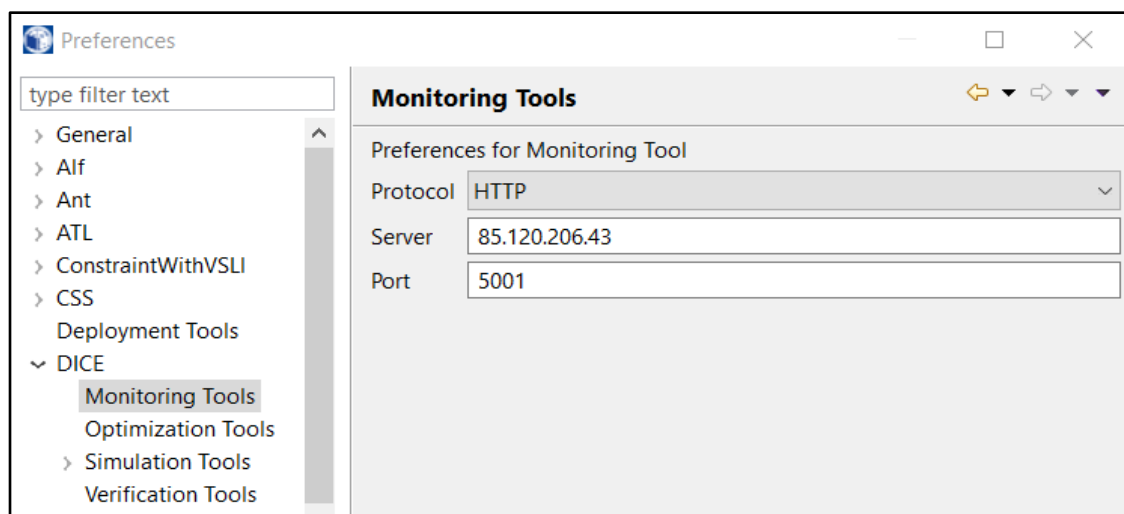 Preferences
type filter text
General
Alf
Ant
ATL
ConstraintWithVSLI
CSS
Deployment Tools
DICE
Monitoring Tools
Optimization Tools
Simulation Tools
Verification Tools
Monitoring Tools
Preferences for Monitoring Tool
Protocol HTTP
Server 85.120.206.43
Port 5001